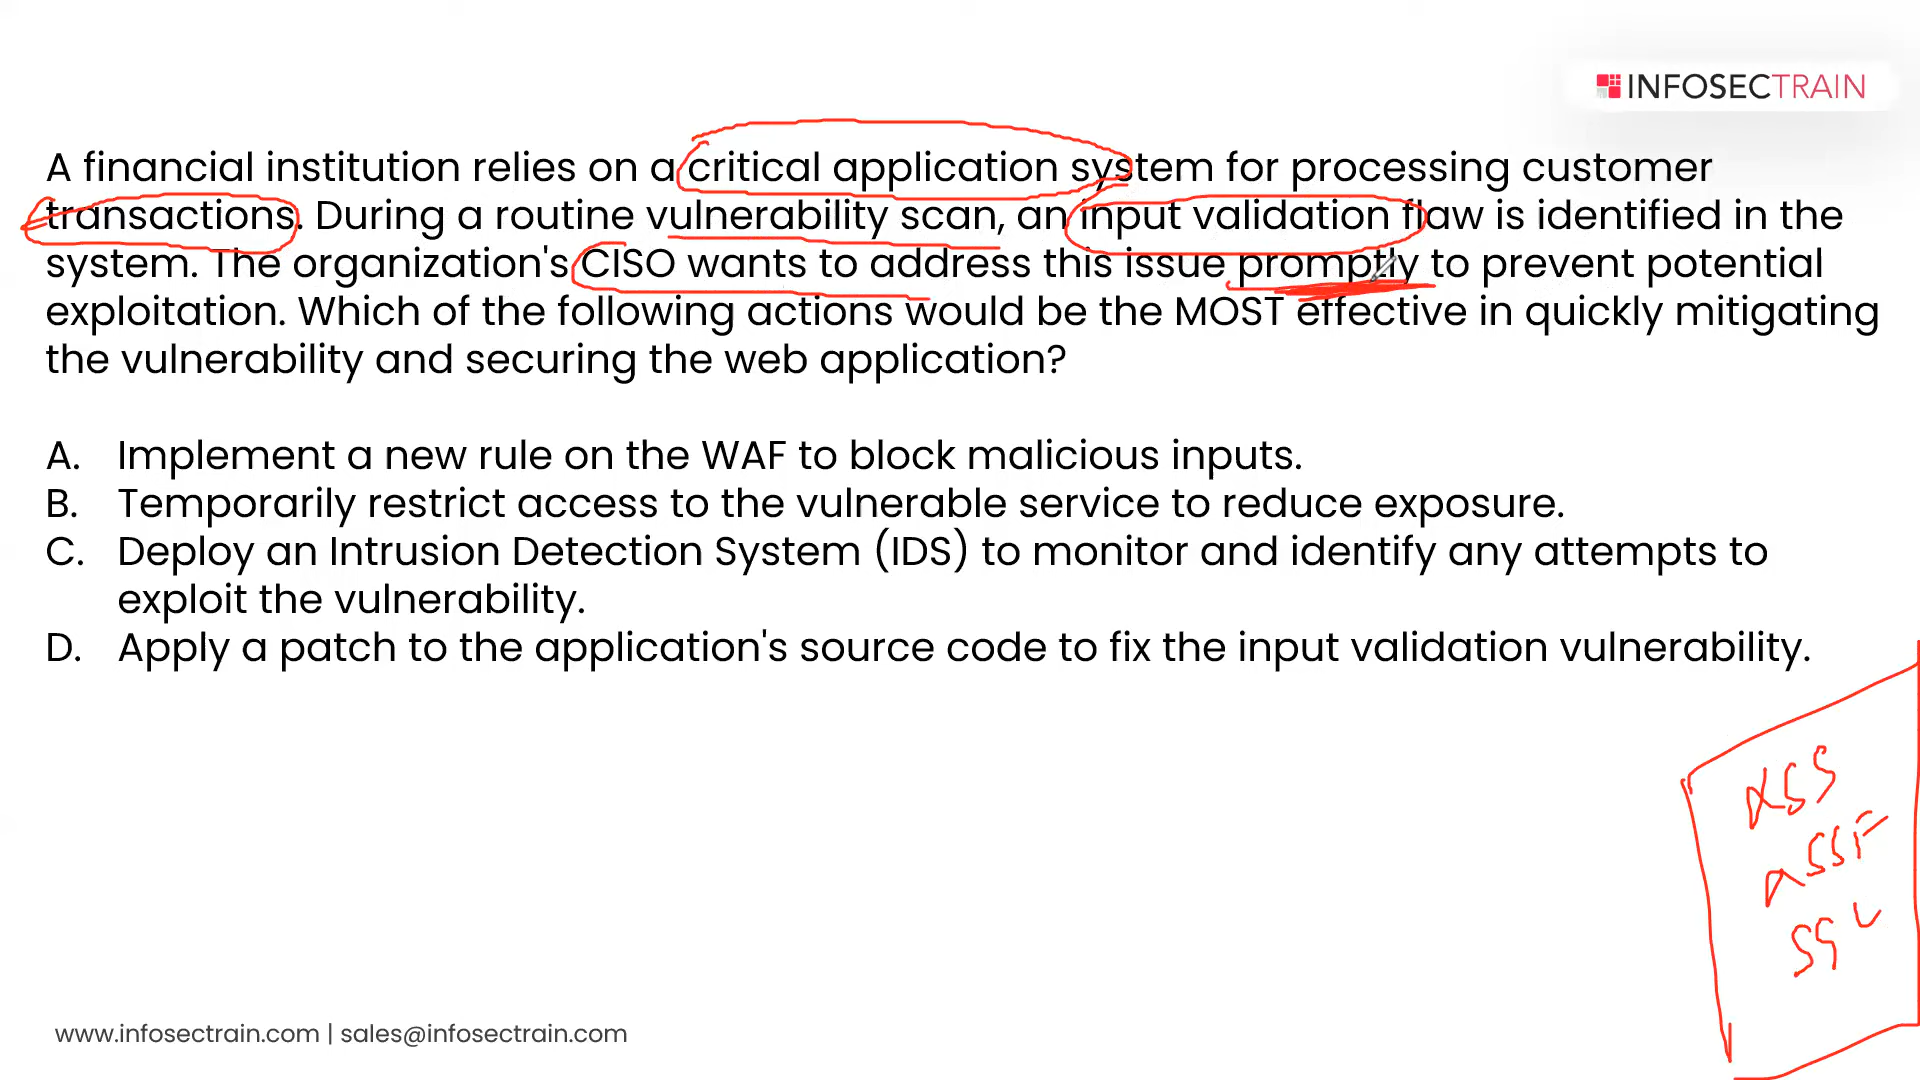 INFOSECTRAIN
A financial institution relies on a critical application system for processing customer
transactions. During a routine vulnerability scan, an input validation flaw is identified in the
system. The organization's CISO wants to address this issue promptly to prevent potential
exploitation. Which of the following actions would be the MOST effective in quickly mitigating
the vulnerability and securing the web application?
A. Implement a new rule on the WAF to block malicious inputs.
B. Temporarily restrict access to the vulnerable service to reduce exposure.
C. Deploy an Intrusion Detection System (IDS) to monitor and identify any attempts to
exploit the vulnerability.
D. Apply a patch to the application's source code to fix the input validation vulnerability.
XSS
www.infosectrain.com | sales@infosectrain.com